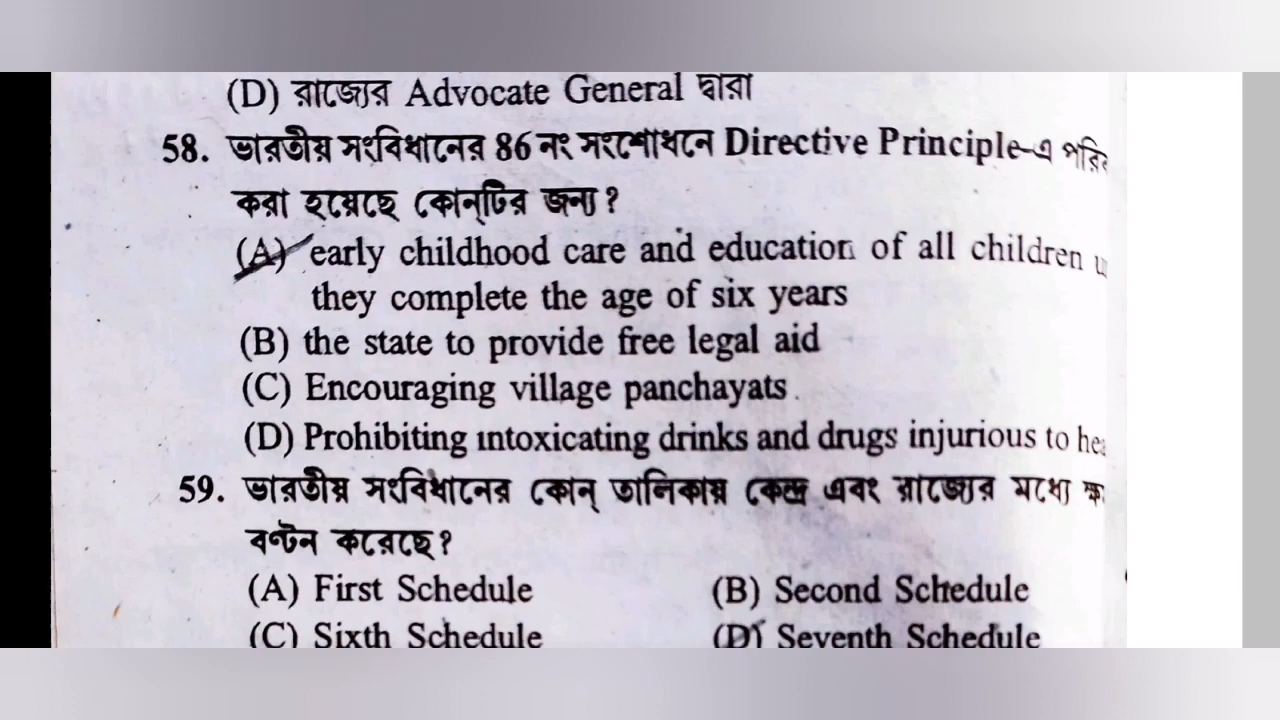 (D) রাজ্যের Advocate General দ্বারা
58. ভারতীয় সংবিধানের 86 নং সংশোধনে Directive Principle-এ
করা হয়েছে কোন্‌টির জন্য?
(A) early childhood care and education of all children
they complete the age of six years
(B) the state to provide free legal aid
(C) Encouraging village panchayats
(D) Prohibiting intoxicating drinks and drugs injurious to
59. ভারতীয় সংবিধানের কোন্ তালিকায় কেন্দ্র এবং রাজ্যের মধ্যে
বণ্টন করেছে?
(A) First Schedule (B) Second Schedule
(C) Sixth Schedule (D) Seventh Schedule